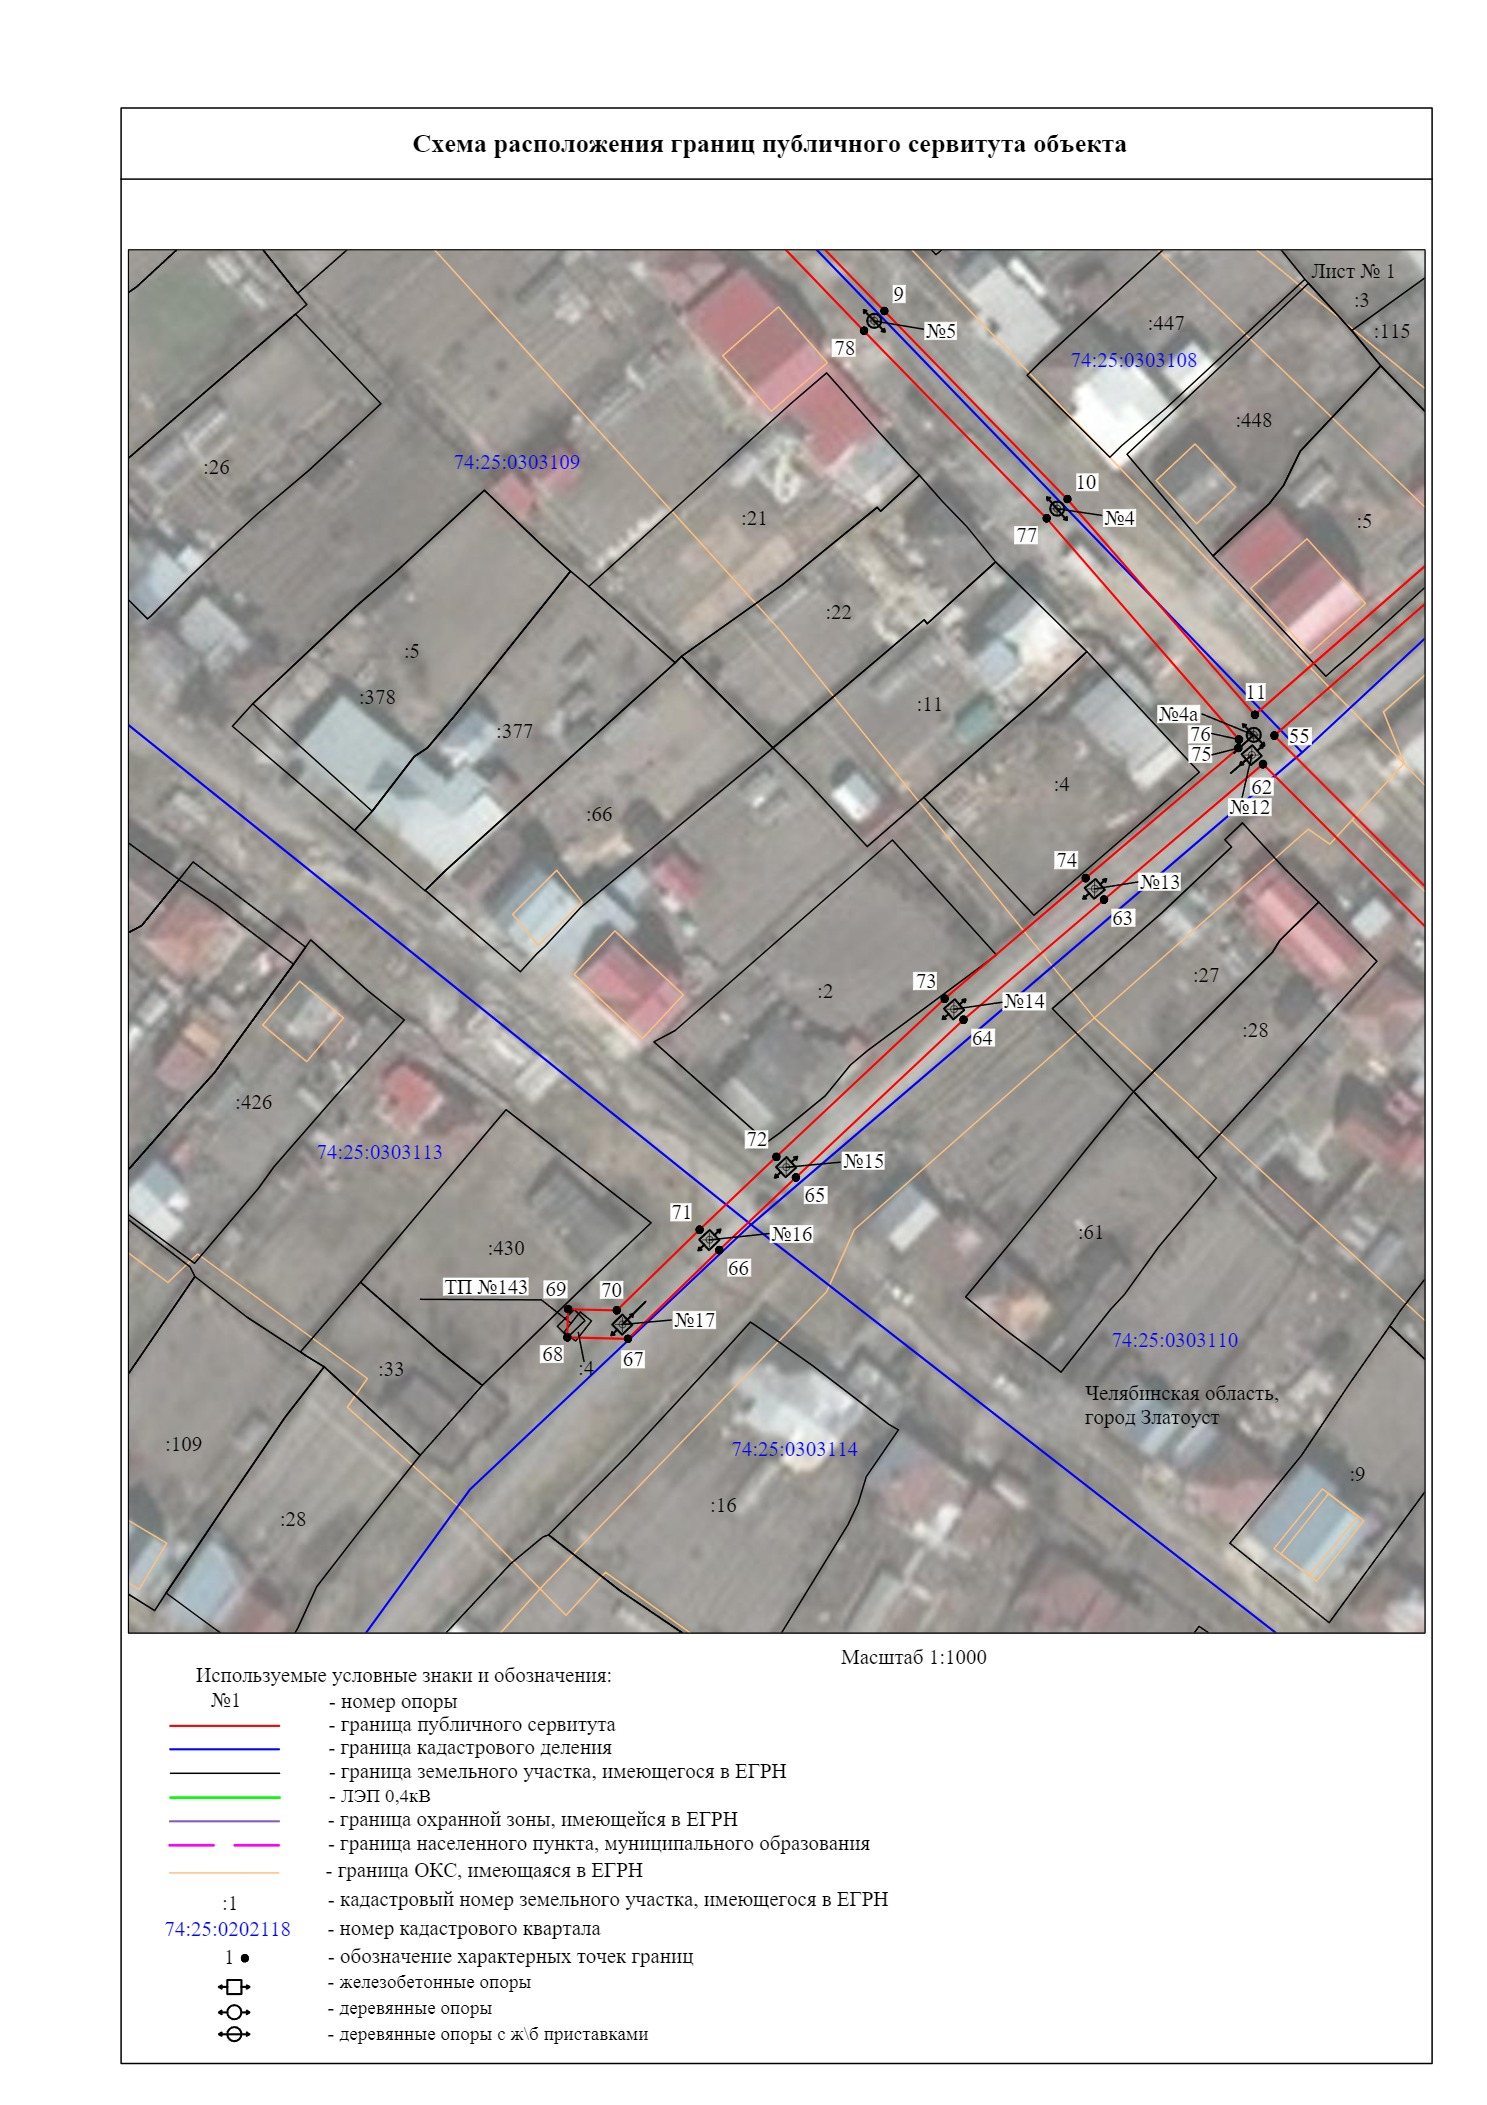 Схема расположения границ публичного сервитута объекта
Лист № 1
:3
:115
9
№5
78
:447
74:25:0303108
:448
:26
74:25:0303109
:21
10
№4
77
:5
:22
:5
:378
:377
:11
11
№4а
76
55
75
62
№12
:4
:66
74
№13
63
:27
73
:2
№14
64
:28
:426
74:25:0303113
72
№15
65
71
№16
66
:61
:430
ТП №143
69
70
№17
68
:4
67
:33
74:25:0303110
Челябинская область,
город Златоуст
:109
74:25:0303114
:9
:16
:28
Масштаб 1:1000
Используемые условные знаки и обозначения:
№1 - номер опоры
- граница публичного сервитута
- граница кадастрового деления
- граница земельного участка, имеющегося в ЕГРН
- ЛЭП 0,4кВ
- граница охранной зоны, имеющейся в ЕГРН
- граница населенного пункта, муниципального образования
- граница ОКС, имеющаяся в ЕГРН
:1 - кадастровый номер земельного участка, имеющегося в ЕГРН
74:25:0202118 - номер кадастрового квартала
1 - обозначение характерных точек границ
- железобетонные опоры
- деревянные опоры
- деревянные опоры с ж\б приставками